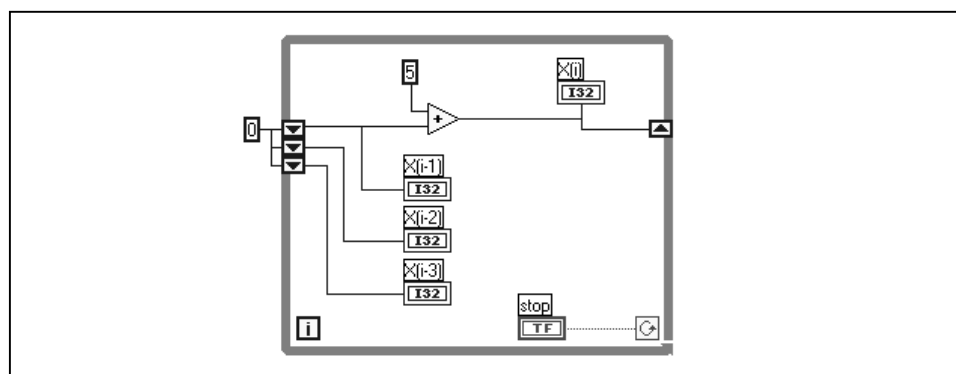 5
X(i)
I32
0
+
X(i-1)
I32
X(i-2)
I32
X(i-3)
I32
stop
TF
i